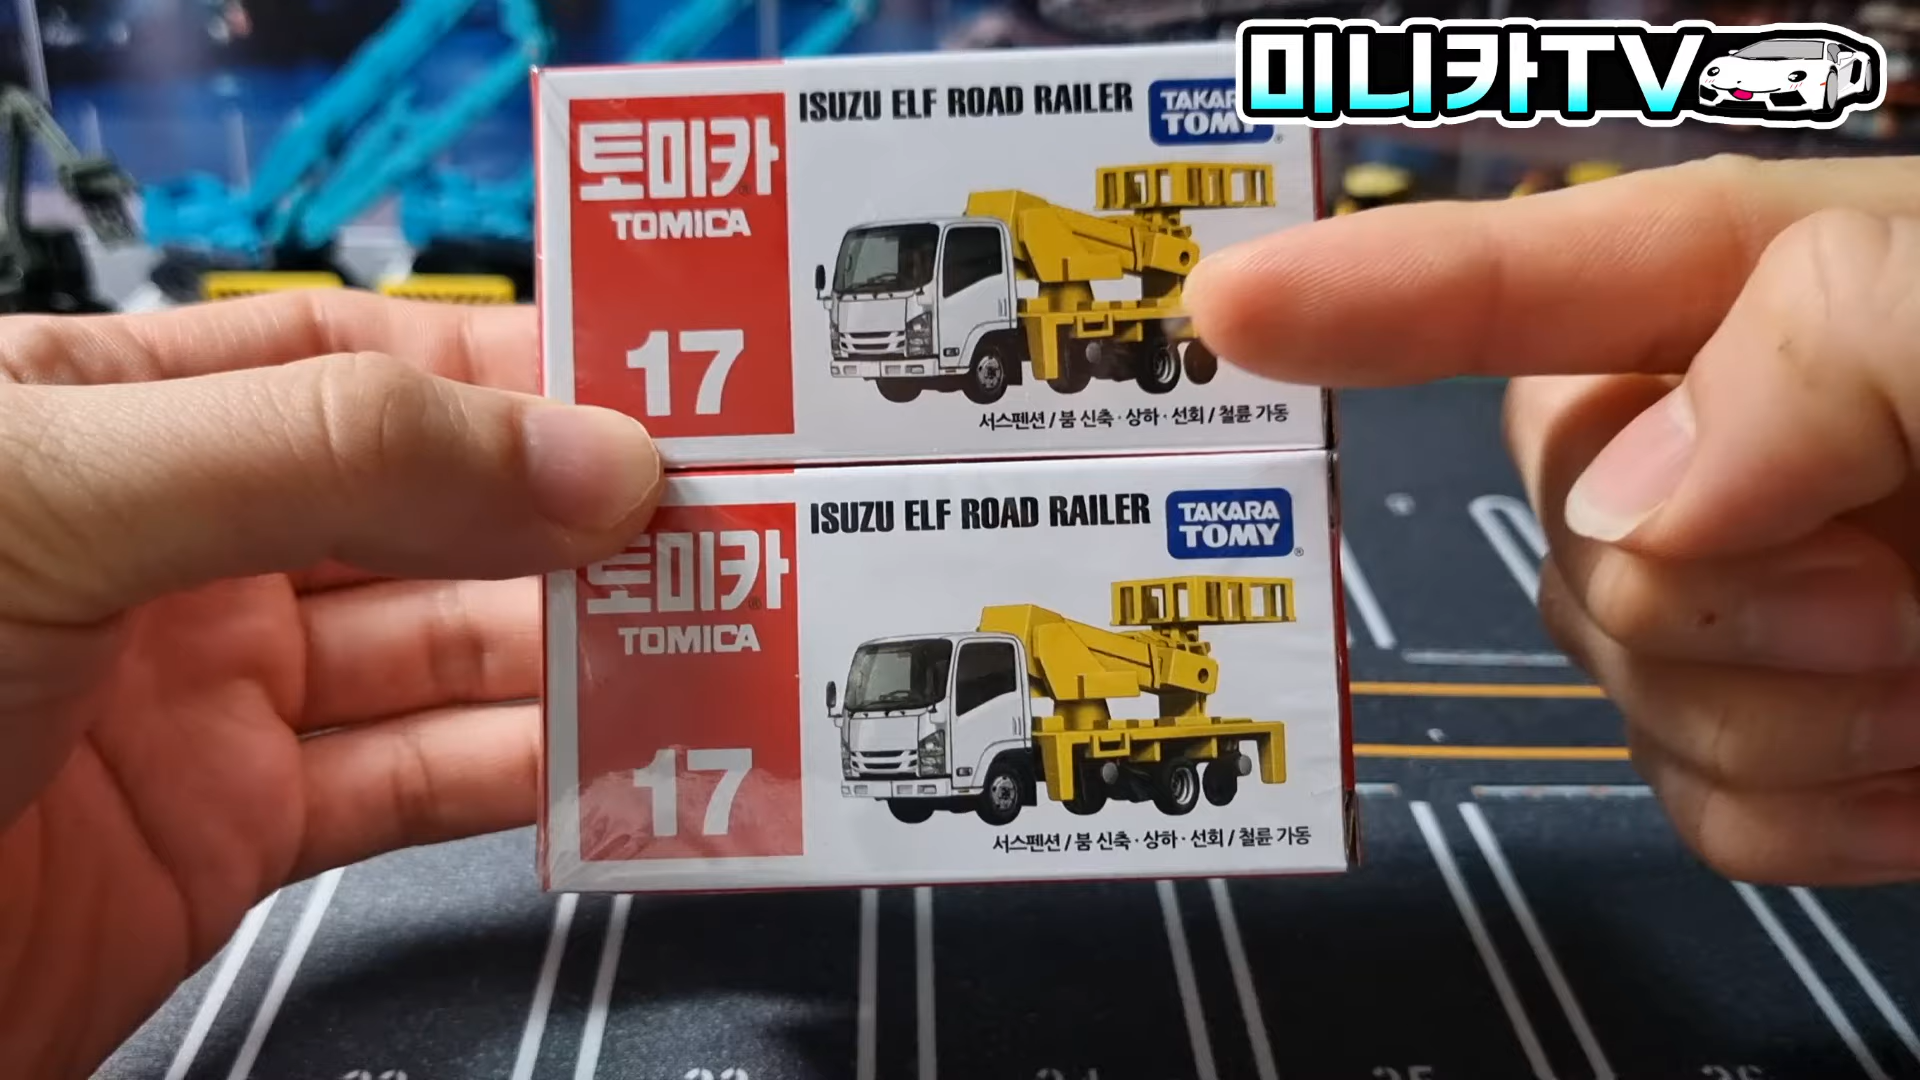 미니카TV
ISUZU ELF ROAD RAILER
TAKARA
TOMY
토미카
TOMICA
17
서스펜션 / 붐 신축 · 상하 · 선회 / 철륜 가동
ISUZU ELF ROAD RAILER
TAKARA
TOMY
토미카
TOMICA
17
서스펜션 / 붐 신축 · 상하 · 선회 / 철륜 가동